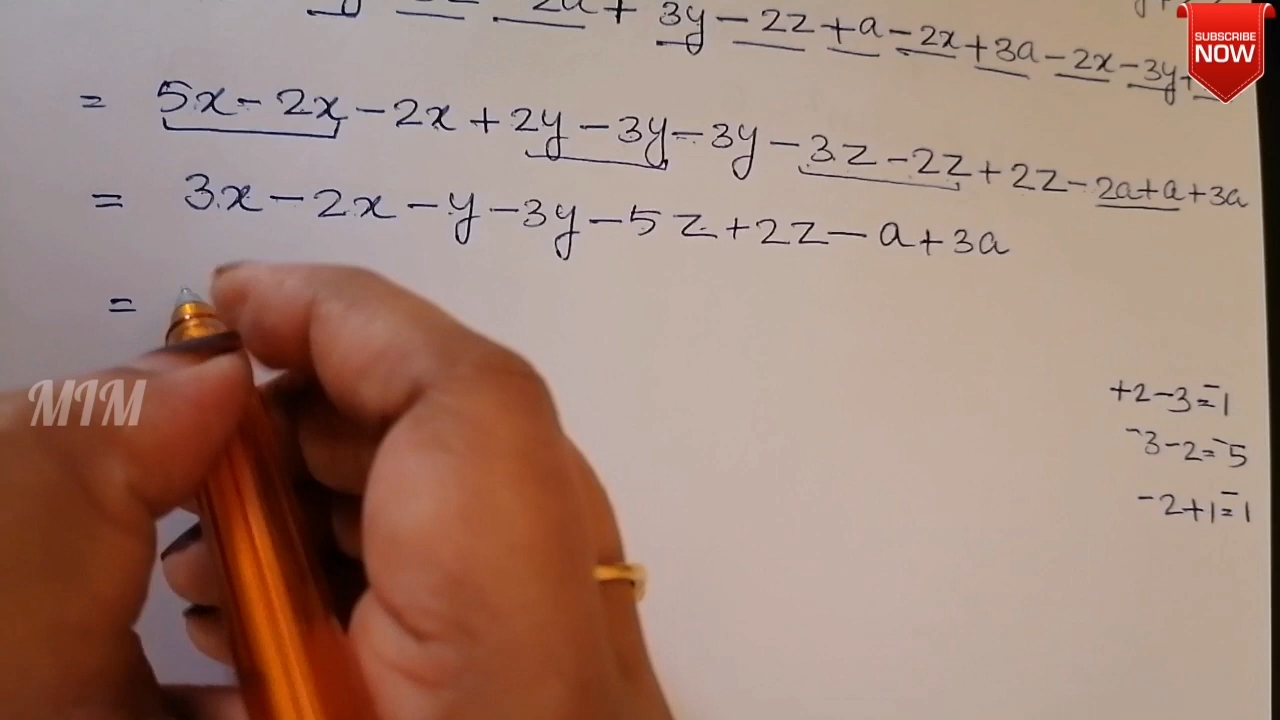 2a + 3y - 2z + a - 2x + 3a - 2x - 3y +
SUBSCRIBE
NOW
= 5x - 2x - 2x + 2y - 3y - 3y - 3z - 2z + 2z - 2a + a + 3a
= 3x - 2x - y - 3y - 5z + 2z - a + 3a
=
MIM
+2-3=-1
-3-2=-5
-2+1=-1